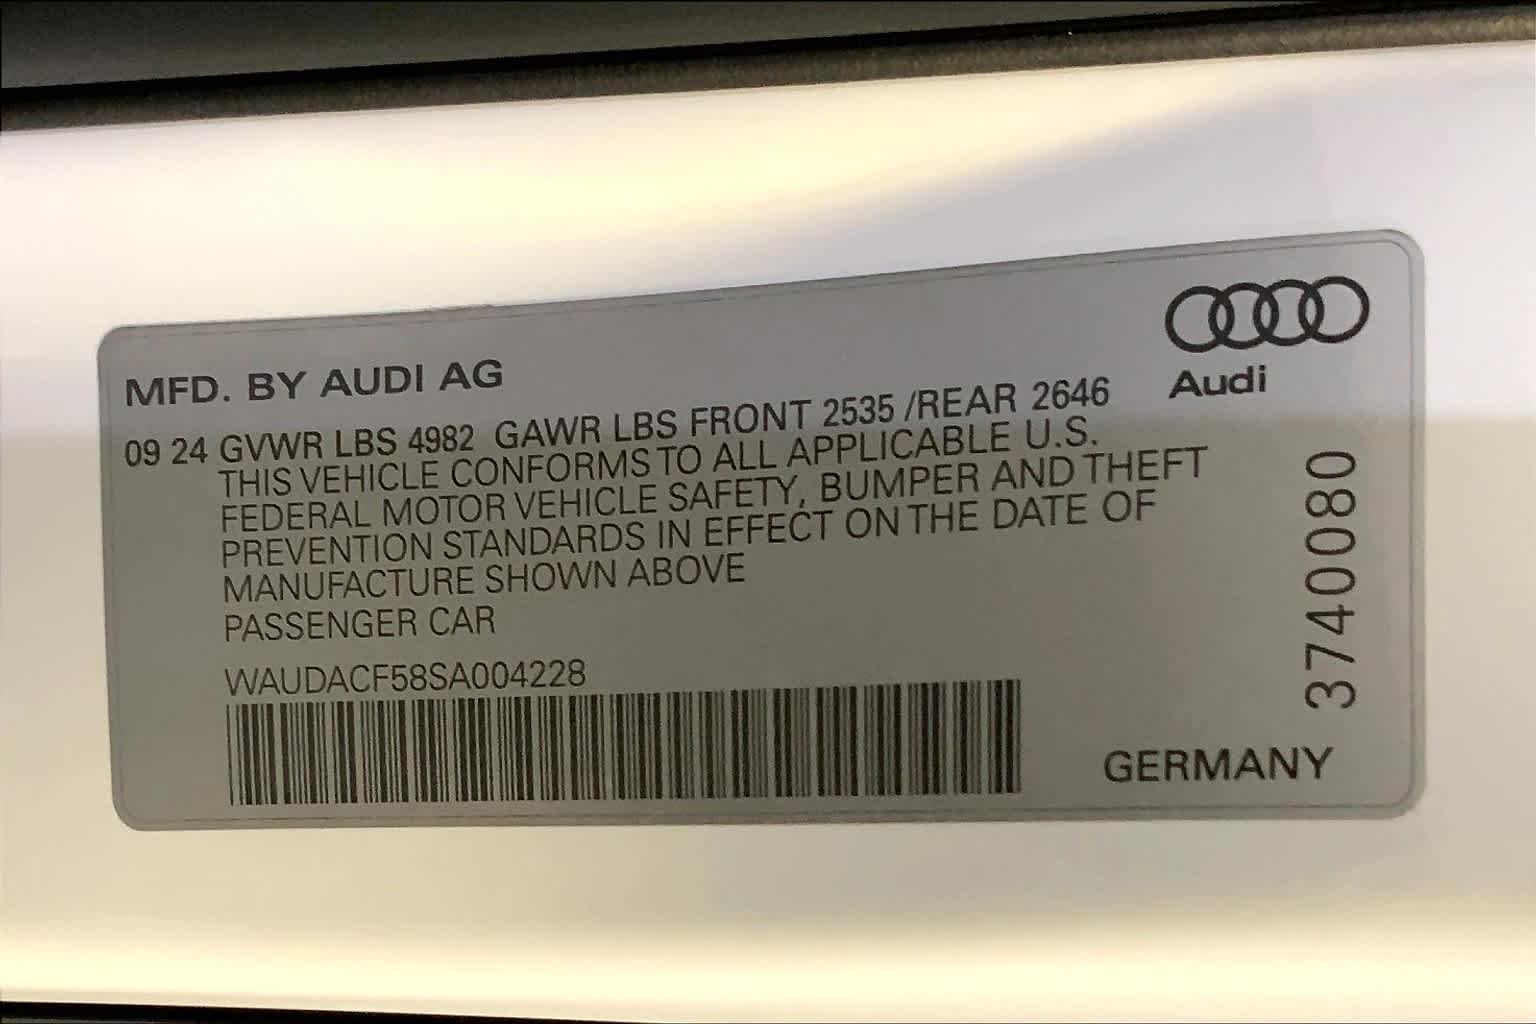 MFD. BY AUDI AG
Audi
09 24 GVWR LBS 4982 GAWR LBS FRONT 2535 /REAR 2646
THIS VEHICLE CONFORMS TO ALL APPLICABLE U.S.
FEDERAL MOTOR VEHICLE SAFETY, BUMPER AND THEFT
PREVENTION STANDARDS IN EFFECT ON THE DATE OF
MANUFACTURE SHOWN ABOVE
PASSENGER CAR
WAUDACF58SA004228
3740080
GERMANY